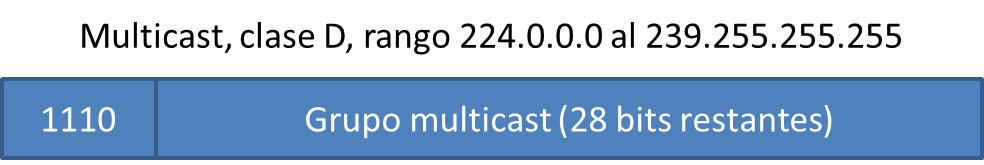 Multicast, clase D, rango 224.0.0.0 al 239.255.255.255
1110
Grupo multicast (28 bits restantes)